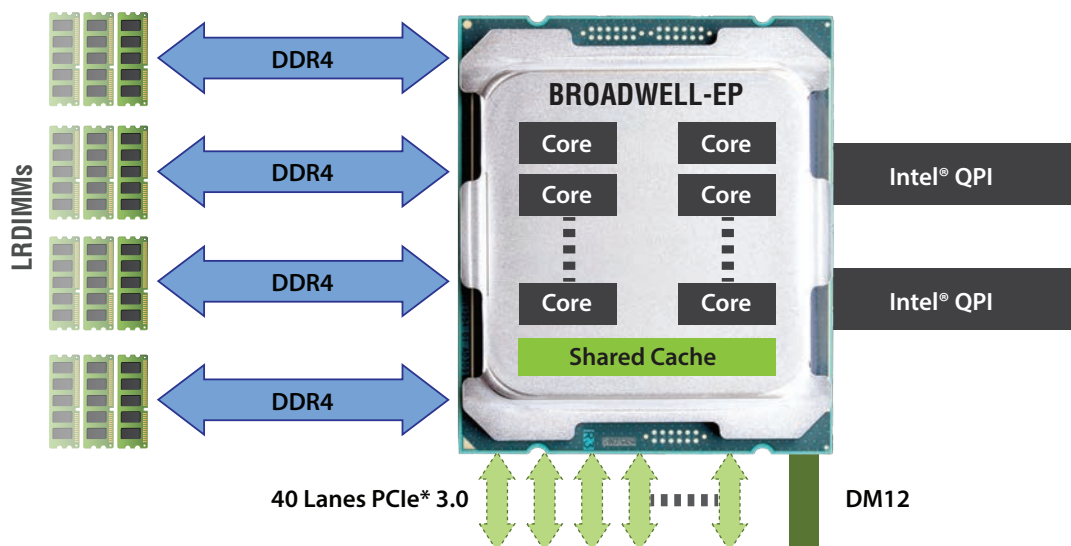 LRDIMMs
DDR4
DDR4
DDR4
DDR4
BROADWELL-EP
Core Core
Core Core
Core Core
Shared Cache
Intel® QPI
Intel® QPI
40 Lanes PCIe* 3.0
DM12